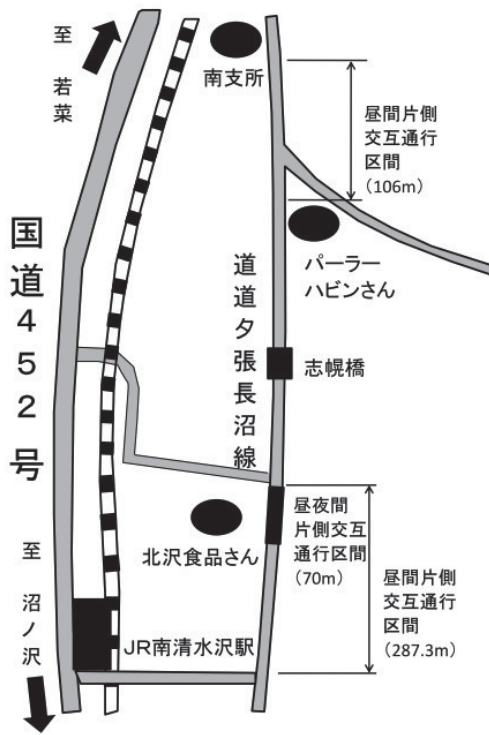 至 若菜
南支所
昼間片側
交互通行
区間
（106m）
国道452号
道道夕張長沼線
パーラー
ハビンさん
志幌橋
昼夜間
片側交互
通行区間
(70m)
北沢食品さん
昼間片側
交互通行
区間
(287.3m)
至 沼ノ沢
JR南清水沢駅